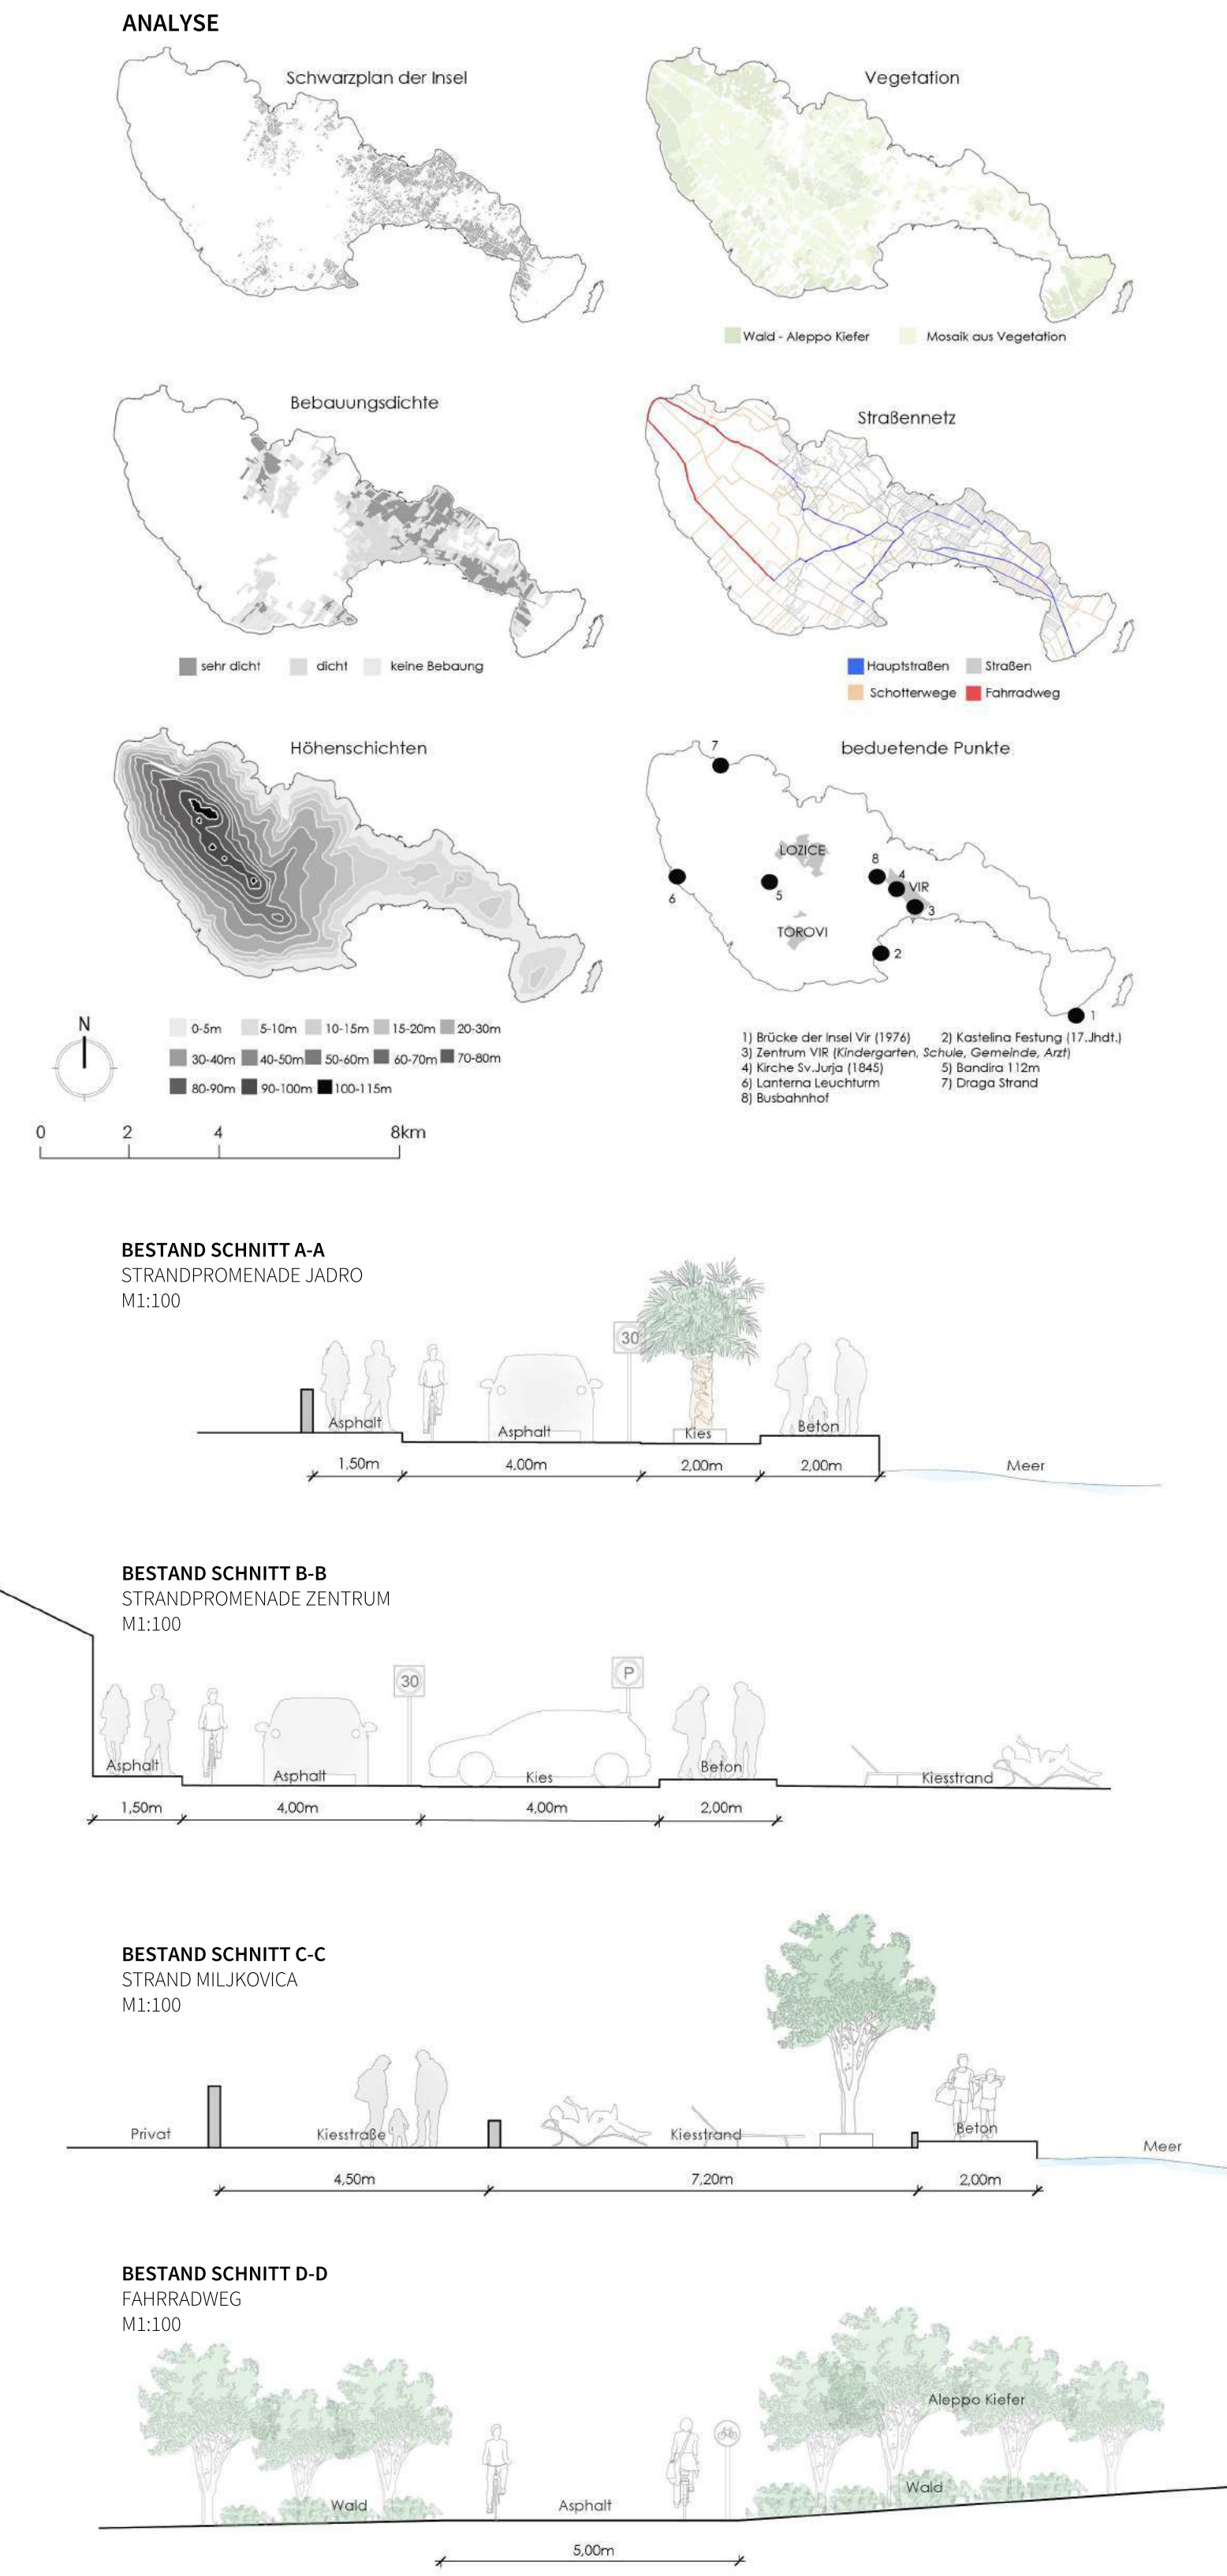 ANALYSE
Schwarzplan der Insel
Vegetation
Wald - Aleppo Kiefer
Mosaik aus Vegetation
Bebauungsdichte
sehr dicht
dicht
keine Bebaung
Straßennetz
Hauptstraßen
Straßen
Schotterwege
Fahrradweg
Höhenschichten
N
0-5m
5-10m
10-15m
15-20m
20-30m
30-40m
40-50m
50-60m
60-70m
70-80m
80-90m
90-100m
100-115m
0
2
4
8km
beduetende Punkte
7
LOZICE
8
4
VIR
6
5
3
TOROVI
2
1
1) Brücke der Insel Vir (1976)
2) Kastelina Festung (17.Jhdt.)
3) Zentrum VIR (Kindergarten, Schule, Gemeinde, Arzt)
4) Kirche Sv.Jurja (1845)
5) Bandira 112m
6) Lanterna Leuchturm
7) Draga Strand
8) Busbahnhof
BESTAND SCHNITT A-A
STRANDPROMENADE JADRO
M1:100
30
Asphalt
Asphalt
Kies
Beton
1,50m
4,00m
2,00m
2,00m
Meer
BESTAND SCHNITT B-B
STRANDPROMENADE ZENTRUM
M1:100
30
P
Asphalt
Asphalt
Kies
Beton
Kiesstrand
1,50m
4,00m
4,00m
2,00m
BESTAND SCHNITT C-C
STRAND MILJKOVICA
M1:100
Privat
Kiesstraße
Kiesstrand
Beton
Meer
4,50m
7,20m
2,00m
BESTAND SCHNITT D-D
FAHRRADWEG
M1:100
Aleppo Kiefer
Wald
Asphalt
Wald
5,00m